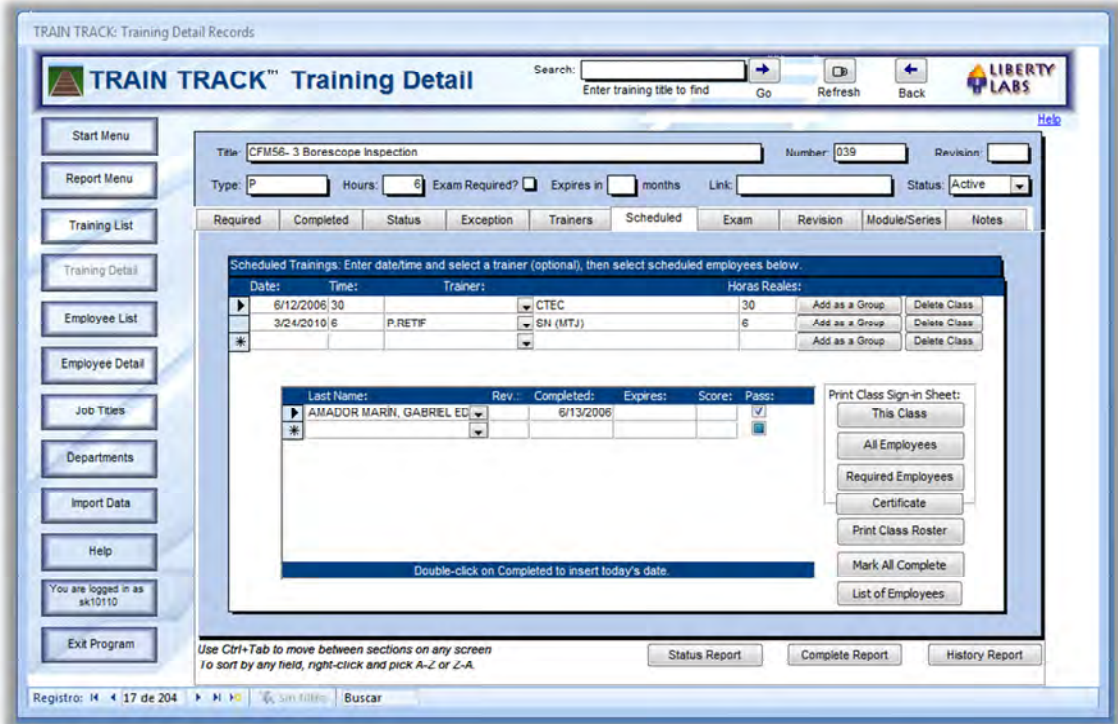 TRAIN TRACK: Training Detail Records
TRAIN TRACK™ Training Detail
Search:
Enter training title to find
Go
Refresh
Back
LIBERTY LABS
Help
Start Menu
Report Menu
Training List
Training Detail
Employee List
Employee Detail
Job Titles
Departments
Import Data
Help
You are logged in as
sk10110
Exit Program
Title: CFM56- 3 Borescope Inspection Number: 039 Revision:
Type: P Hours: 6 Exam Required? Expires in months Link: Status: Active
Required Completed Status Exception Trainers Scheduled Exam Revision Module/Series Notes
Scheduled Trainings: Enter date/time and select a trainer (optional), then select scheduled employees below.
Date: Time: Trainer: Horas Reales:
6/12/2006 30 CTEC 30 Add as a Group Delete Class
3/24/2010 6 P.RETIF SN (MTJ) 6 Add as a Group Delete Class
Add as a Group Delete Class
Last Name: Rev.: Completed: Expires: Score: Pass:
AMADOR MARÍN, GABRIEL ED 6/13/2006
Double-click on Completed to insert today's date.
Print Class Sign-in Sheet:
This Class
All Employees
Required Employees
Certificate
Print Class Roster
Mark All Complete
List of Employees
Use Ctrl+Tab to move between sections on any screen
To sort by any field, right-click and pick A-Z or Z-A.
Status Report Complete Report History Report
Registro: 17 de 204 Sin filtro Buscar